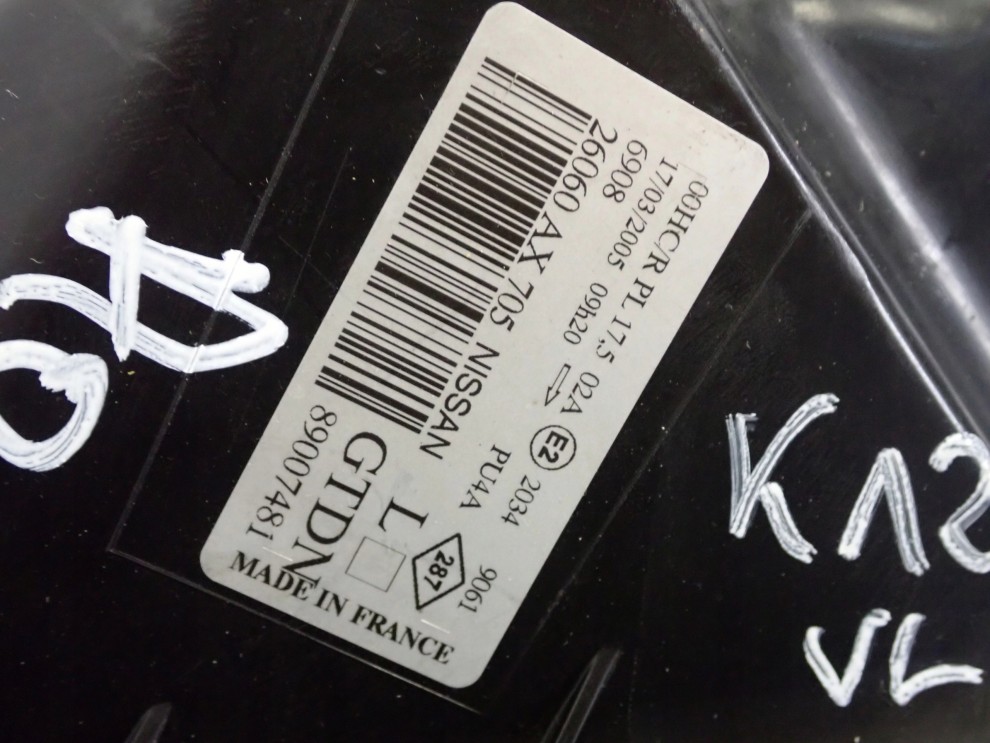 00HC/R PL 17,5 02A E2 2034 9061
17/03/2005 09h20 PU4A 287
6908
26060 AX 705 NISSAN L
GTDN
89007481
MADE IN FRANCE
K12
VL